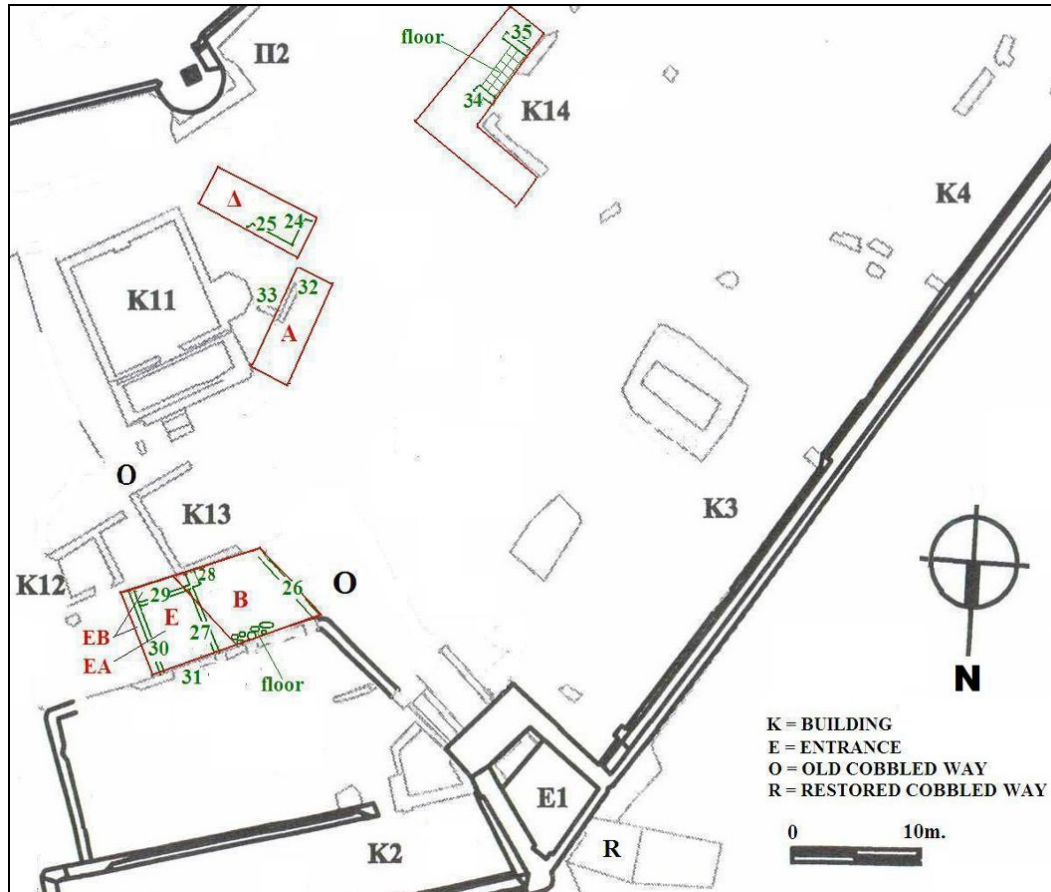 floor
35
Π2
34
K14
K4
Δ
25
24
K11
33
32
A
O
K13
K3
K12
28
29
B
26
O
E
EB
27
30
EA
31
floor
N
K = BUILDING
E = ENTRANCE
O = OLD COBBLED WAY
R = RESTORED COBBLED WAY
E1
0 10m.
K2
R